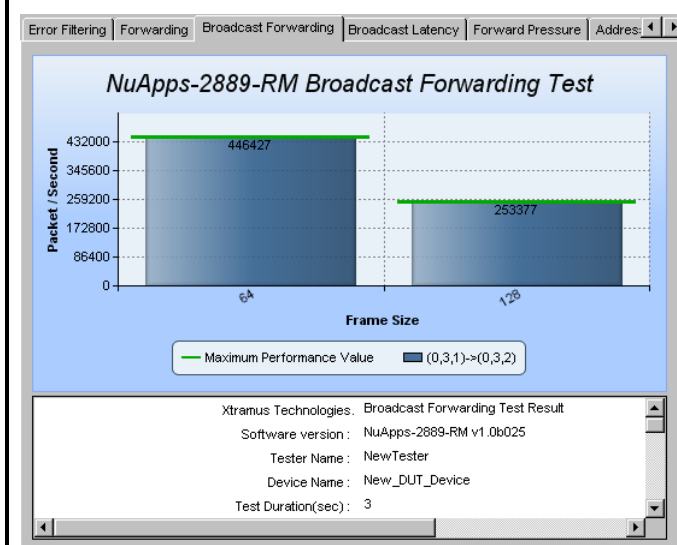 Error Filtering Forwarding Broadcast Forwarding Broadcast Latency Forward Pressure Addres
NuApps-2889-RM Broadcast Forwarding Test
Packet / Second
432000
345600
259200
172800
86400
0
446427
253377
64
128
Frame Size
Maximum Performance Value (0,3,1)->(0,3,2)
Xtramus Technologies. Broadcast Forwarding Test Result
Software version : NuApps-2889-RM v1.0b025
Tester Name : NewTester
Device Name : New_DUT_Device
Test Duration(sec) : 3